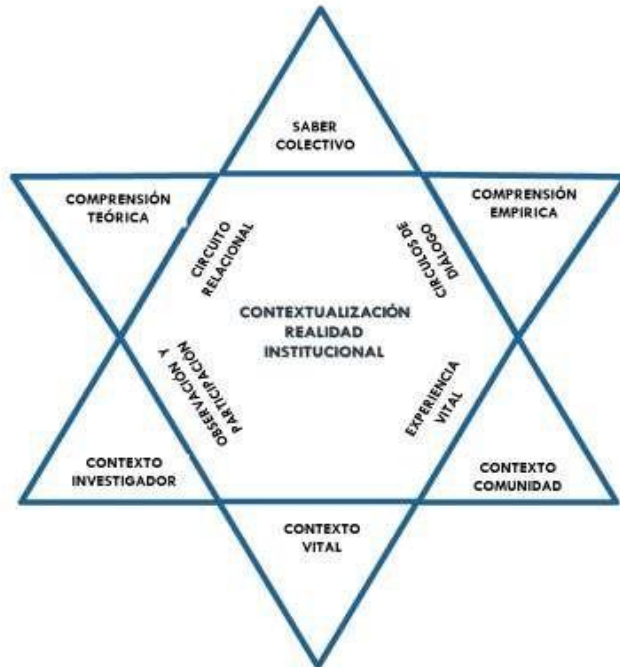 SABER
COLECTIVO
COMPRENSIÓN
TEÓRICA
COMPRENSIÓN
EMPIRICA
CIRCUITO
RELACIONAL
CIRCULOS DE
DIÁLOGO
CONTEXTUALIZACIÓN
REALIDAD
INSTITUCIONAL
OBSERVACIÓN Y
PARTICIPACIÓN
EXPERIENCIA
VITAL
CONTEXTO
INVESTIGADOR
CONTEXTO
COMUNIDAD
CONTEXTO
VITAL